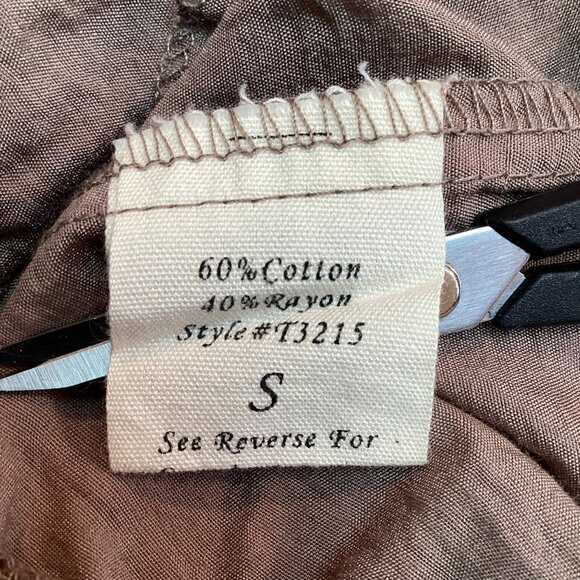 60% Cotton
40% Rayon
Style #T3215
S
See Reverse For